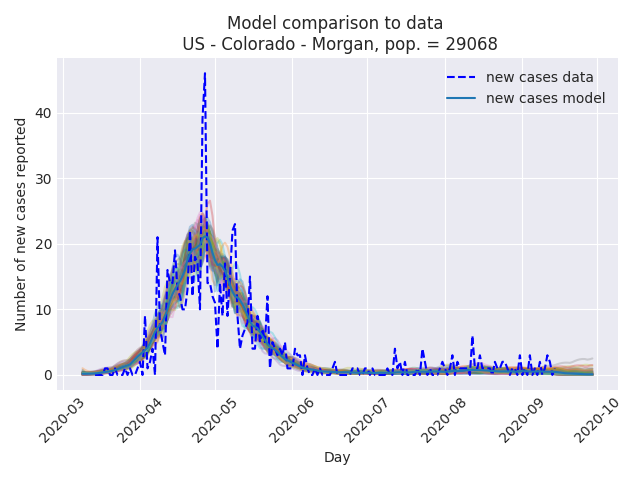 Model comparison to data
US - Colorado - Morgan, pop. = 29068
new cases data
new cases model
Number of new cases reported
40
30
20
10
0
2020-03
2020-04
2020-05
2020-06
2020-07
2020-08
2020-09
2020-10
Day